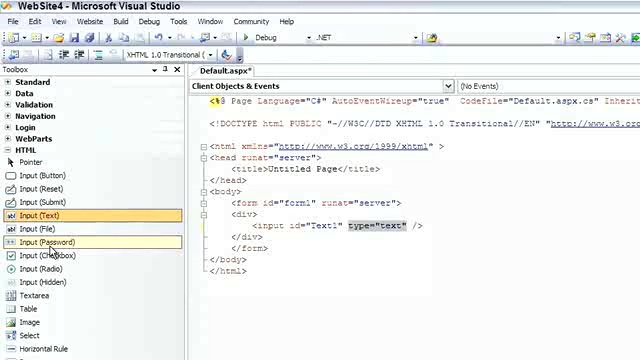 WebSite4 - Microsoft Visual Studio
File Edit View Website Build Debug Tools Window Community Help
Debug .NET
XHTML 1.0 Transitional (
Toolbox
Standard
Data
Validation
Navigation
Login
WebParts
HTML
Pointer
Input (Button)
Input (Reset)
Input (Submit)
Input (Text)
Input (File)
Input (Password)
Input (Checkbox)
Input (Radio)
Input (Hidden)
Textarea
Table
Image
Select
Horizontal Rule
Default.aspx*
Client Objects & Events
(No Events)
<%@ Page Language="C#" AutoEventWireup="true" CodeFile="Default.aspx.cs" Inherit
<!DOCTYPE html PUBLIC "-//W3C//DTD XHTML 1.0 Transitional//EN" "http://www.w3.or
<html xmlns="http://www.w3.org/1999/xhtml" >
<head runat="server">
<title>Untitled Page</title>
</head>
<body>
<form id="form1" runat="server">
<div>
<input id="Text1" type="text" />
</div>
</form>
</body>
</html>